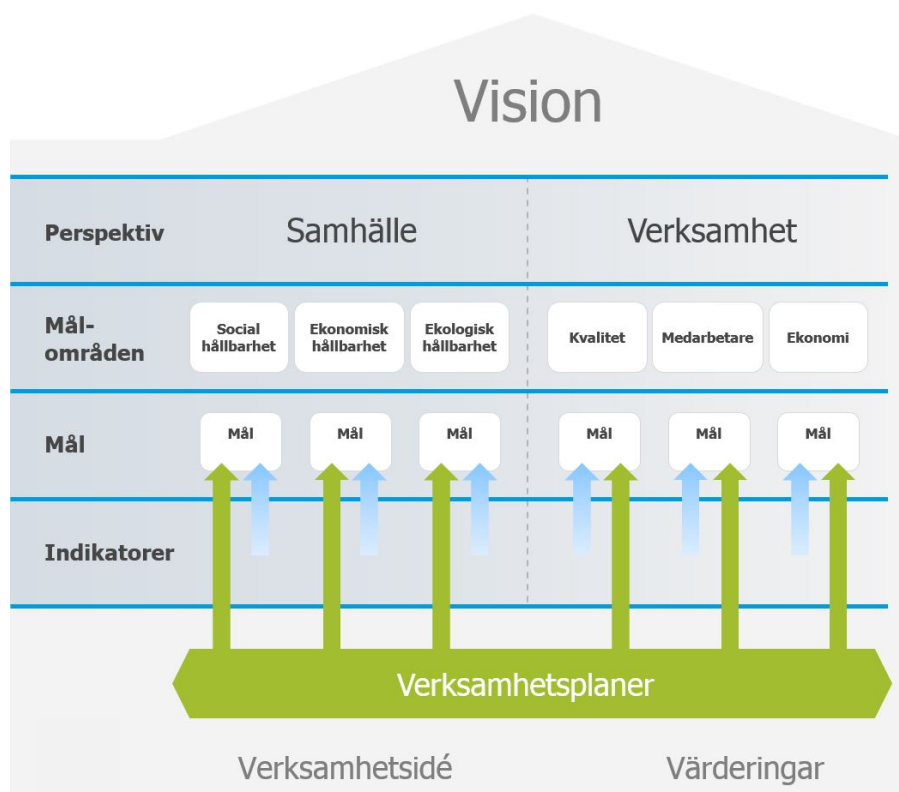 Vision
Perspektiv
Samhälle
Verksamhet
Mål-
områden
Social
hållbarhet
Ekonomisk
hållbarhet
Ekologisk
hållbarhet
Kvalitet
Medarbetare
Ekonomi
Mål
Mål
Mål
Mål
Mål
Mål
Mål
Indikatorer
Verksamhetsplaner
Verksamhetsidé
Värderingar